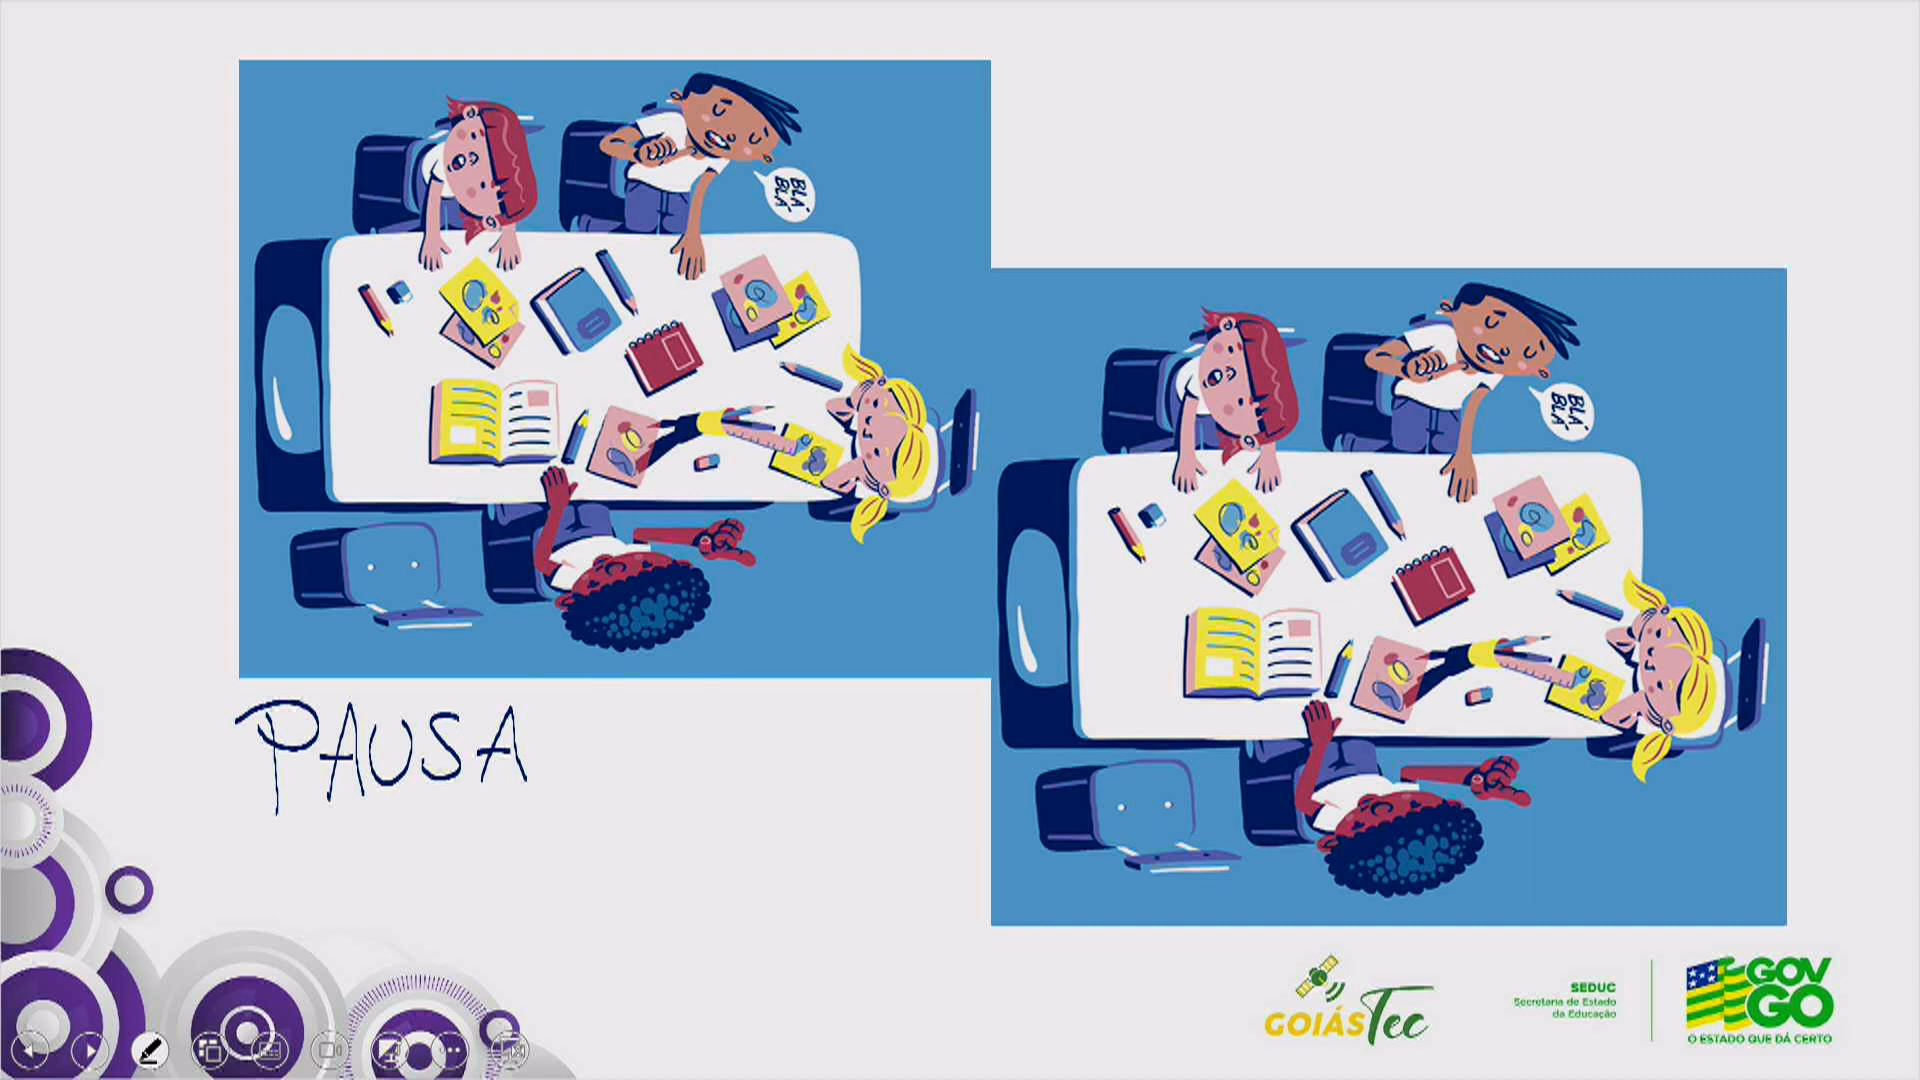 BLÁ
BLÁ
BLÁ
BLÁ
PAUSA
GOIÁSTec
SEDUC
Secretaria de Estado
da Educação
GOV
GO
O ESTADO QUE DÁ CERTO